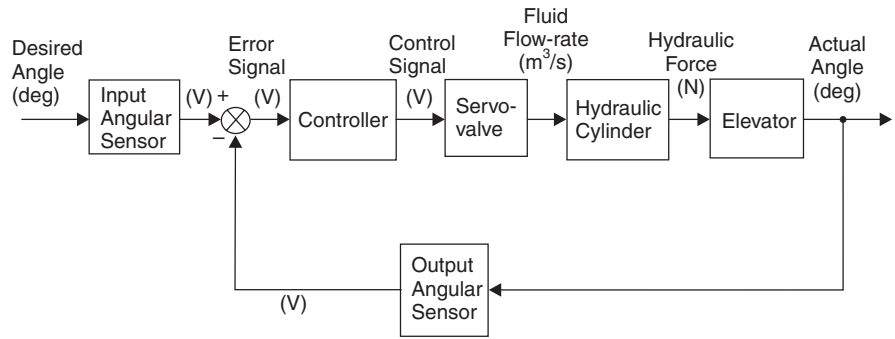 Desired
Angle
(deg)
Input
Angular
Sensor
(V) +
−
Error
Signal
(V)
Controller
Control
Signal
(V)
Servo-
valve
Fluid
Flow-rate
(m³/s)
Hydraulic
Cylinder
Hydraulic
Force
(N)
Elevator
Actual
Angle
(deg)
Output
Angular
Sensor
(V)